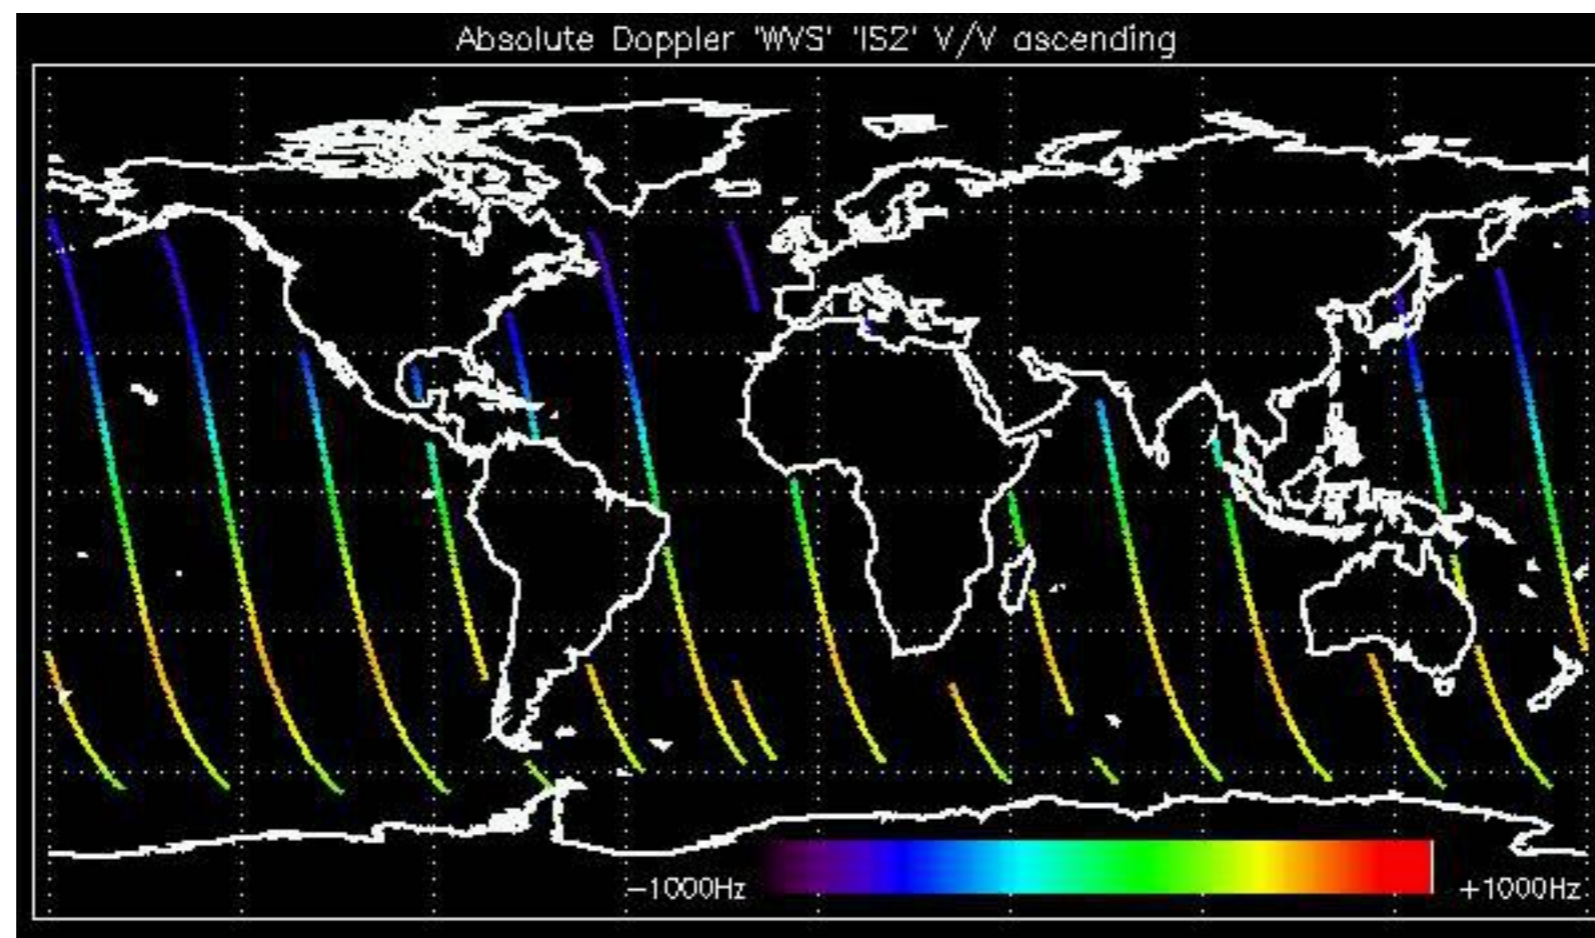 Absolute Doppler 'WVS' 'IS2' V/V ascending
−1000Hz +1000Hz